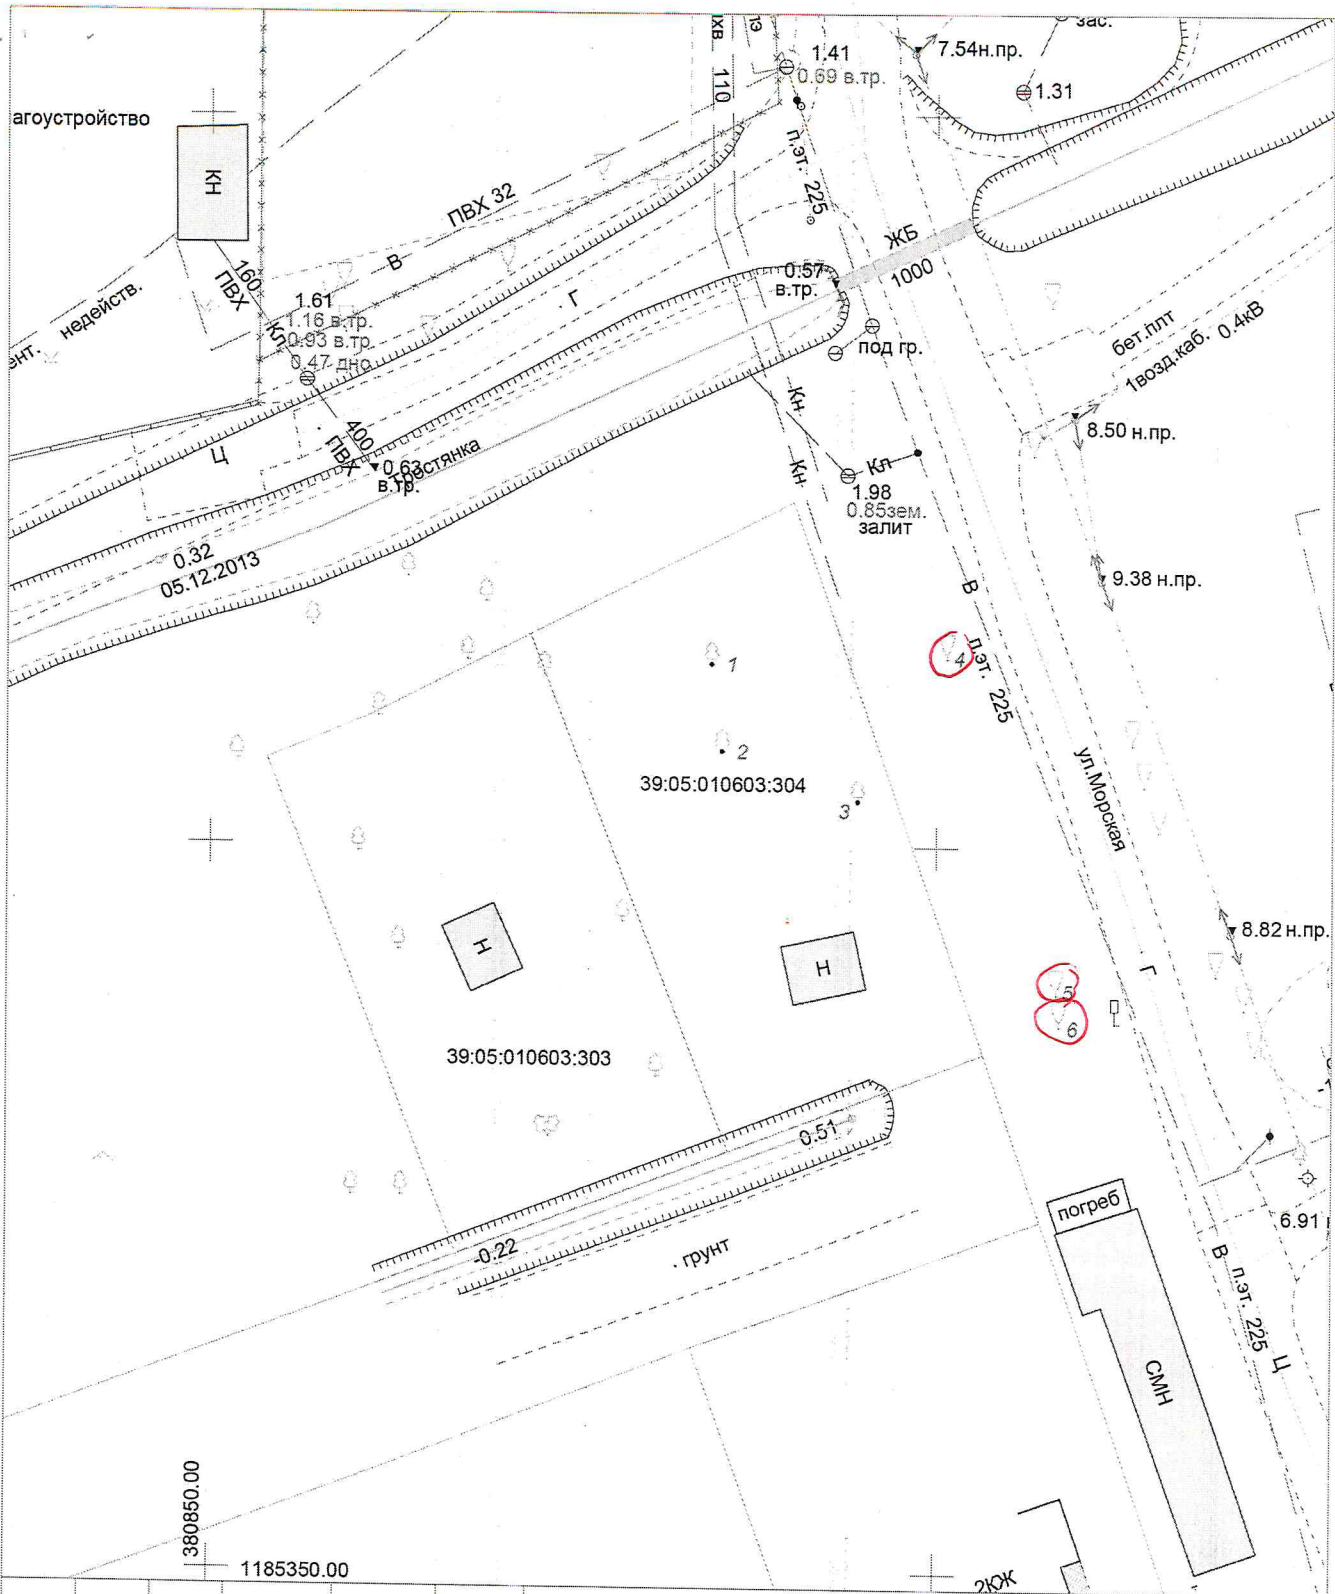 зас.
7.54н.пр.
1.41
0.69 в.тр.
хв
110
1.31
агоустройство
п.эт. 225
КН
ПВХ 32
В
ЖБ
1000
0.57
в.тр.
Г
160
ПВХ
недейств.
1.61
1.16 в.тр.
0.93 в.тр.
0.47 дно
Кл
под гр.
бет.плт
1возд.каб. 0.4кВ
8.50 н.пр.
Кн
Кн
400
ПВХ
Ц
0.63
в.тр.
Тростянка
Кл
1.98
0.85зем.
залит
0.32
05.12.2013
9.38 н.пр.
В
п.эт. 225
1
4
2
39:05:010603:304
3
ул.Морская
Н
Н
8.82 н.пр.
Г
5
6
39:05:010603:303
0.51
-0.22
. грунт
погреб
6.91
В
п.эт. 225
Ц
СМН
380850.00
1185350.00
2КЖ